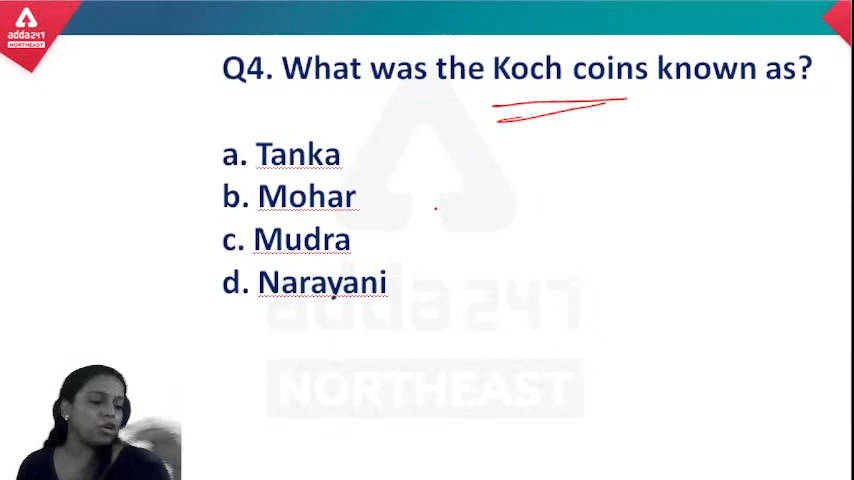 adda247
NORTHEAST
Q4. What was the Koch coins known as?
a. Tanka
b. Mohar
c. Mudra
d. Narayani
adda247
NORTHEAST